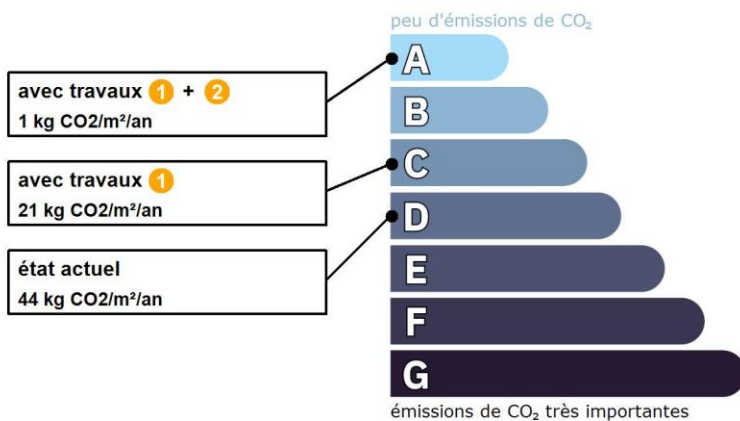 peu d'émissions de CO₂
A
avec travaux 1 + 2
1 kg CO2/m²/an
B
avec travaux 1
21 kg CO2/m²/an
C
D
état actuel
44 kg CO2/m²/an
E
F
G
émissions de CO₂ très importantes